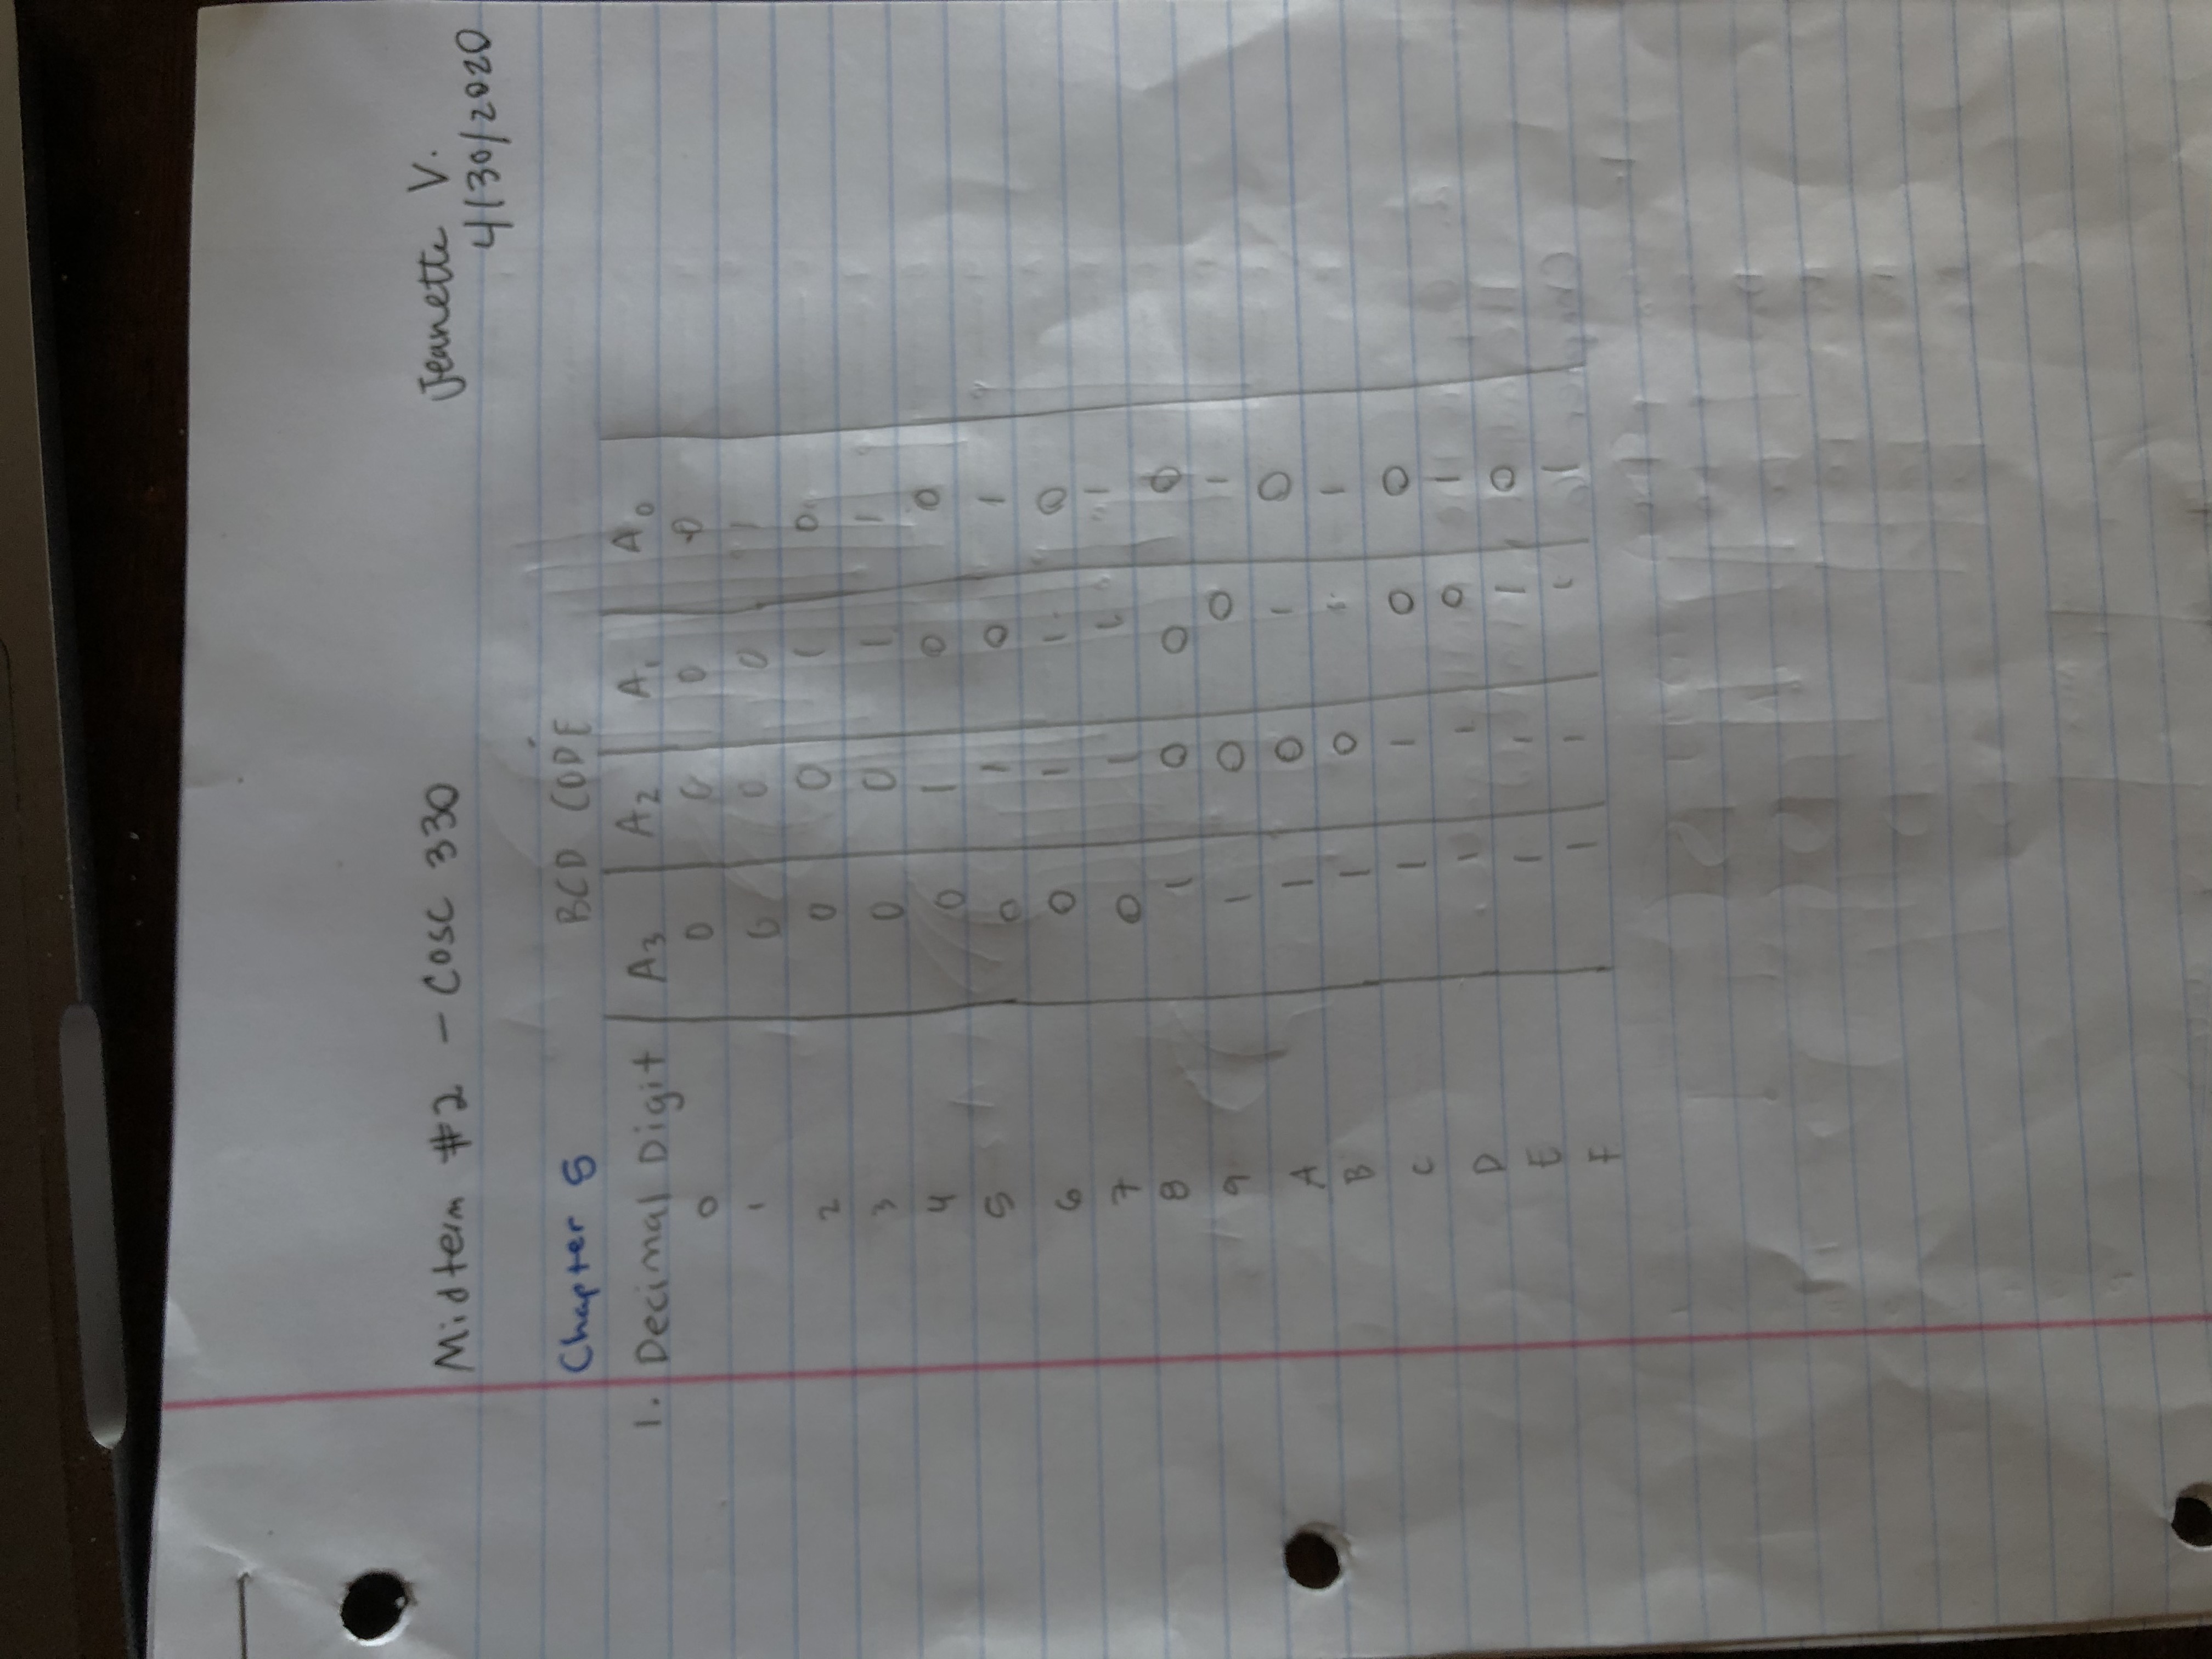 Midterm #2 - COSC 330 Jeanette V.
4/30/2020
Chapter 5 BCD CODE
1. Decimal Digit A3 A2 A1 A0
0 0 0 0 0
1 0 0 0 1
2 0 0 1 0
3 0 0 1 1
4 0 1 0 0
5 0 1 0 1
6 0 1 1 0
7 0 1 1 1
8 1 0 0 0
9 1 0 0 1
A 1 0 1 0
B 1 0 1 1
C 1 1 0 0
D 1 1 0 1
E 1 1 1 0
F 1 1 1 1